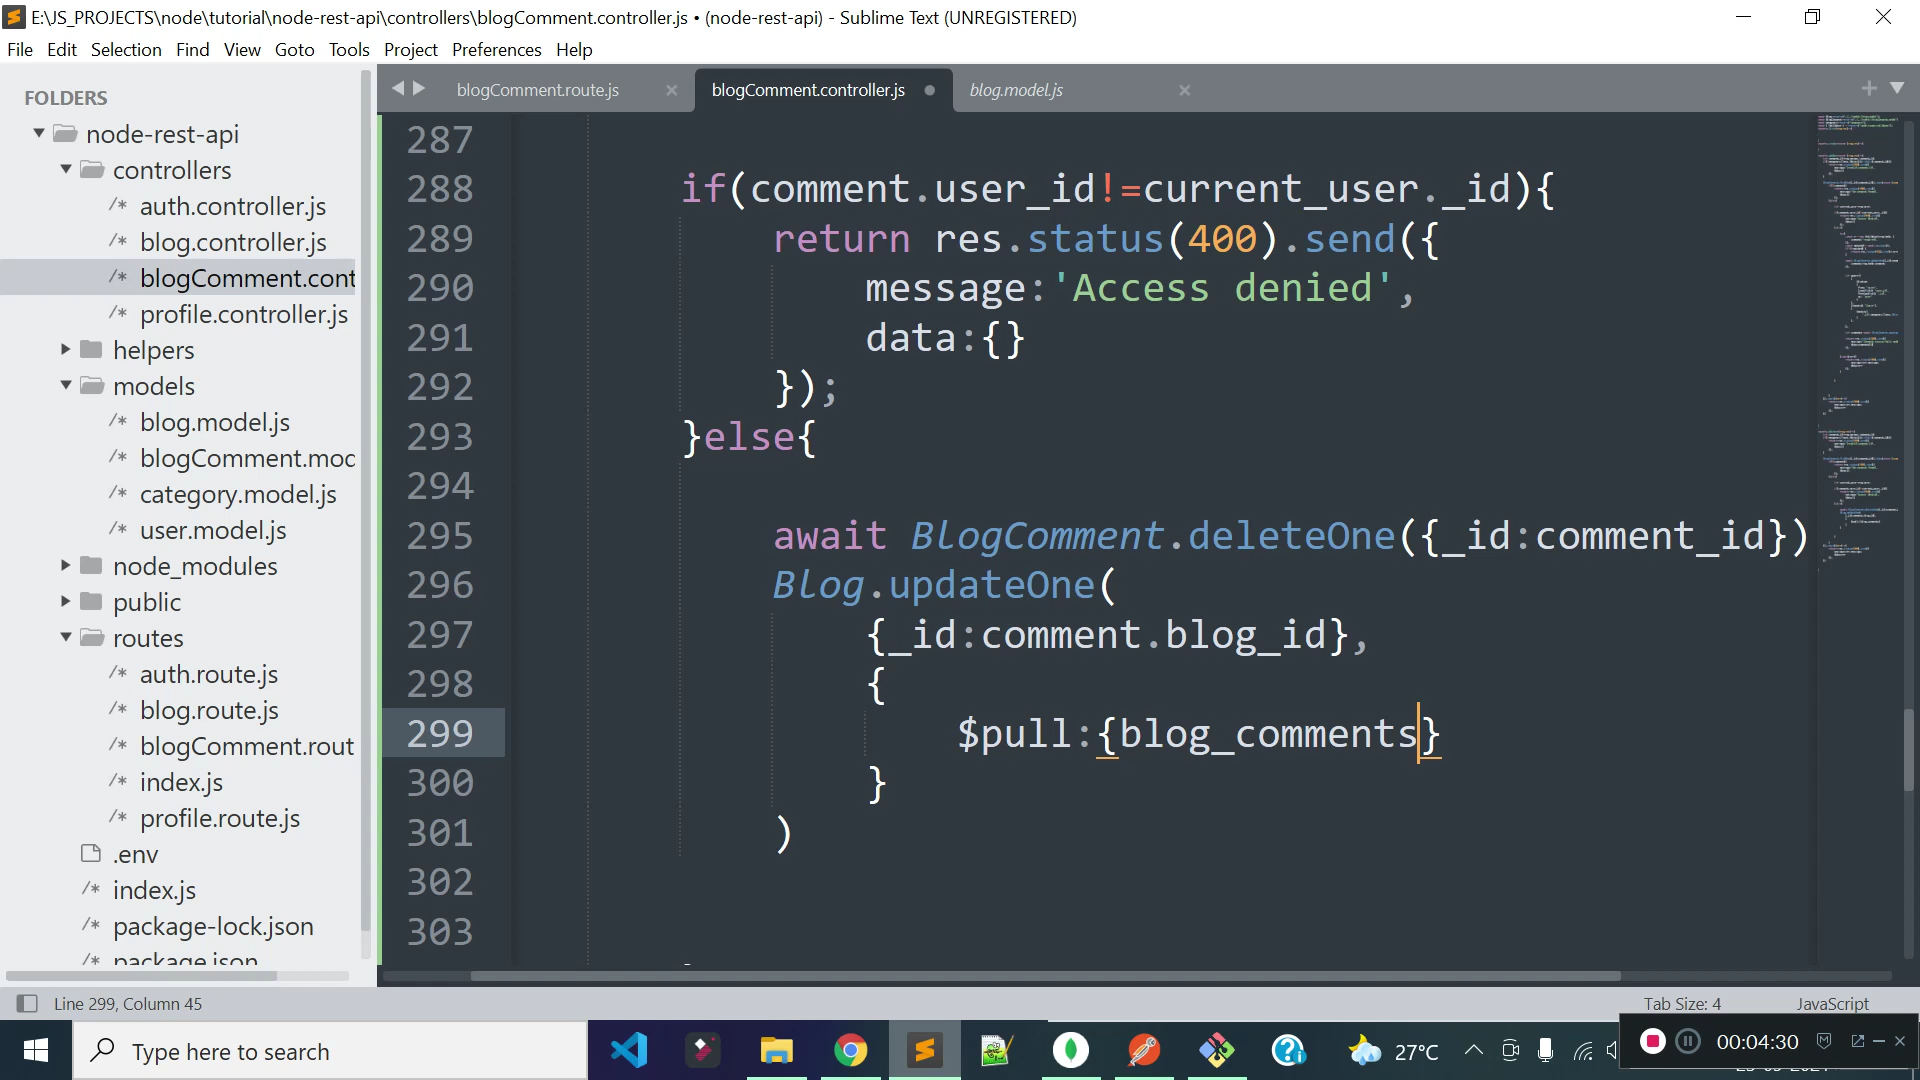 E:\JS_PROJECTS\node\tutorial\node-rest-api\controllers\blogComment.controller.js • (node-rest-api) - Sublime Text (UNREGISTERED)
File Edit Selection Find View Goto Tools Project Preferences Help
FOLDERS
node-rest-api
controllers
/* auth.controller.js
/* blog.controller.js
/* blogComment.cont
/* profile.controller.js
helpers
models
/* blog.model.js
/* blogComment.moc
/* category.model.js
/* user.model.js
node_modules
public
routes
/* auth.route.js
/* blog.route.js
/* blogComment.rout
/* index.js
/* profile.route.js
.env
/* index.js
/* package-lock.json
/* package.json
blogComment.route.js
blogComment.controller.js
blog.model.js
287
288 if(comment.user_id!=current_user._id){
289 return res.status(400).send({
290 message:'Access denied',
291 data:{}
292 });
293 }else{
294
295 await BlogComment.deleteOne({_id:comment_id})
296 Blog.updateOne(
297 {_id:comment.blog_id},
298 {
299 $pull:{blog_comments}
300 }
301 )
302
303
Line 299, Column 45
Tab Size: 4
JavaScript
Type here to search
27°C
00:04:30